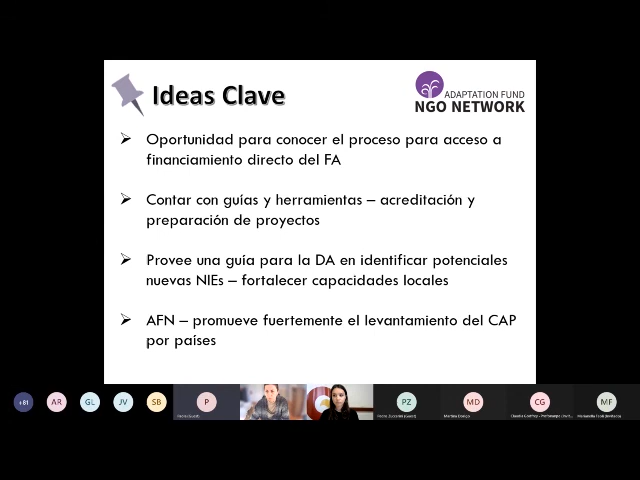 Ideas Clave
ADAPTATION FUND
NGO NETWORK
Oportunidad para conocer el proceso para acceso a
financiamiento directo del FA
Contar con guías y herramientas – acreditación y
preparación de proyectos
Provee una guía para la DA en identificar potenciales
nuevas NIEs – fortalecer capacidades locales
AFN – promueve fuertemente el levantamiento del CAP
por países
+81
AR
GL
JV
SB
P
PZ
MD
CG
MF